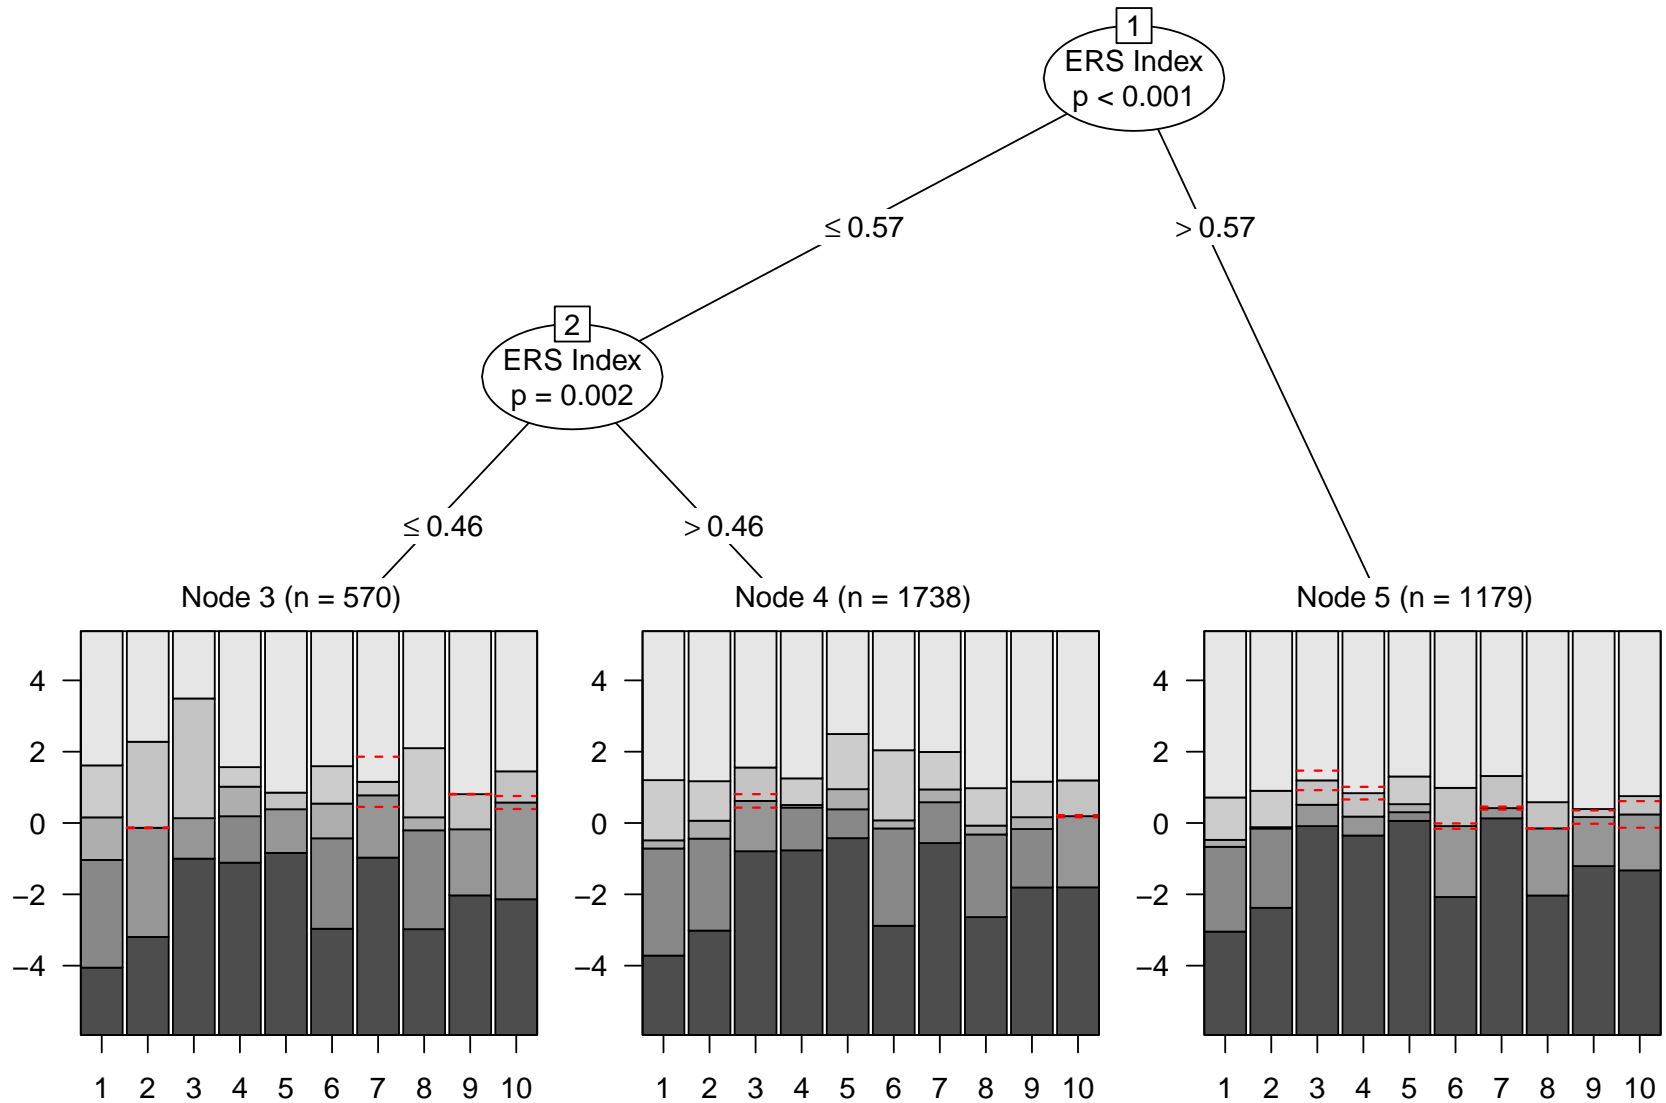 1
ERS Index
p < 0.001
≤ 0.57
> 0.57
2
ERS Index
p = 0.002
≤ 0.46
> 0.46
Node 3 (n = 570)
Node 4 (n = 1738)
Node 5 (n = 1179)
4
2
0
−2
−4
1 2 3 4 5 6 7 8 9 10
4
2
0
−2
−4
1 2 3 4 5 6 7 8 9 10
4
2
0
−2
−4
1 2 3 4 5 6 7 8 9 10